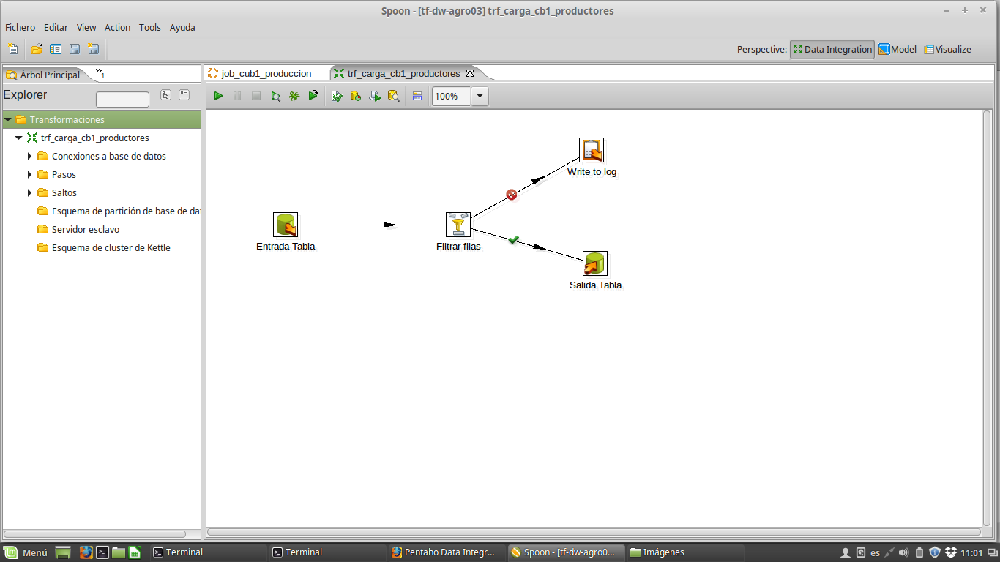 Spoon - [tf-dw-agro03] trf_carga_cb1_productores
Fichero Editar View Action Tools Ayuda
Perspective: Data Integration Model Visualize
Árbol Principal 1
job_cub1_produccion trf_carga_cb1_productores
Explorer
100%
Transformaciones
trf_carga_cb1_productores
Conexiones a base de datos
Pasos
Saltos
Esquema de partición de base de da
Servidor esclavo
Esquema de cluster de Kettle
Write to log
Entrada Tabla
Filtrar filas
Salida Tabla
Menú Terminal Terminal Pentaho Data Integr... Spoon - [tf-dw-agro0... Imágenes es 11:01